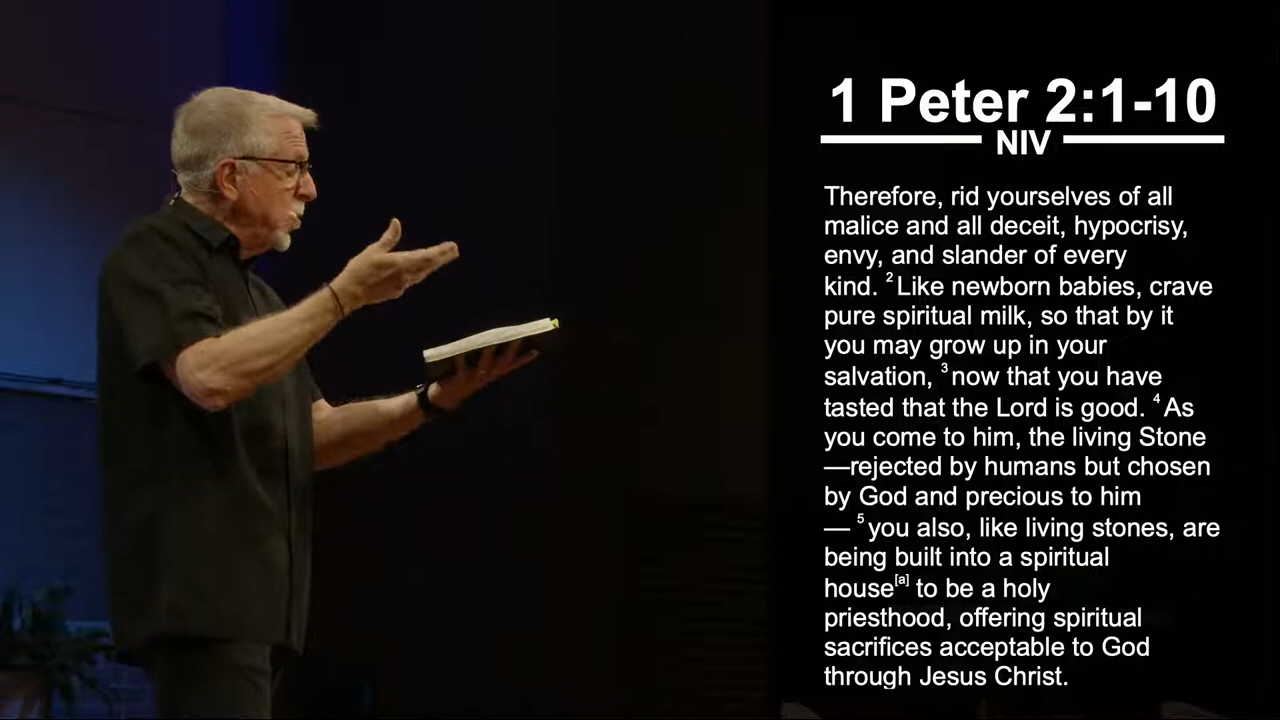 1 Peter 2:1-10
NIV
Therefore, rid yourselves of all
malice and all deceit, hypocrisy,
envy, and slander of every
kind. 2 Like newborn babies, crave
pure spiritual milk, so that by it
you may grow up in your
salvation, 3 now that you have
tasted that the Lord is good. 4 As
you come to him, the living Stone
—rejected by humans but chosen
by God and precious to him
— 5 you also, like living stones, are
being built into a spiritual
house[a] to be a holy
priesthood, offering spiritual
sacrifices acceptable to God
through Jesus Christ.